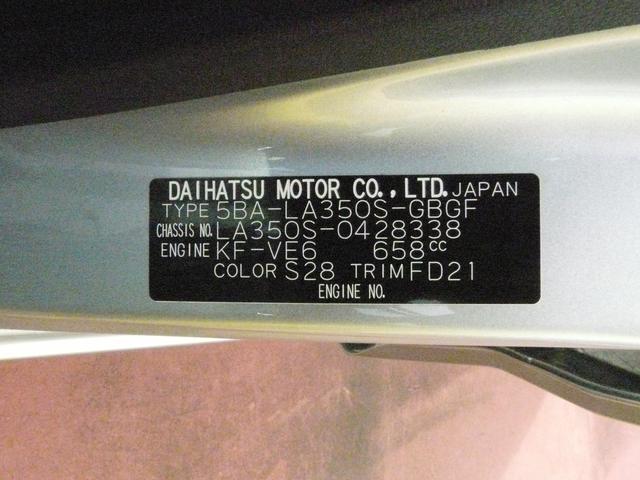 DAIHATSU MOTOR CO.,LTD. JAPAN
TYPE 5BA-LA350S-GBGF
CHASSIS NO. LA350S-0428338
ENGINE KF-VE6 658cc
COLOR S28 TRIM FD21
ENGINE NO.